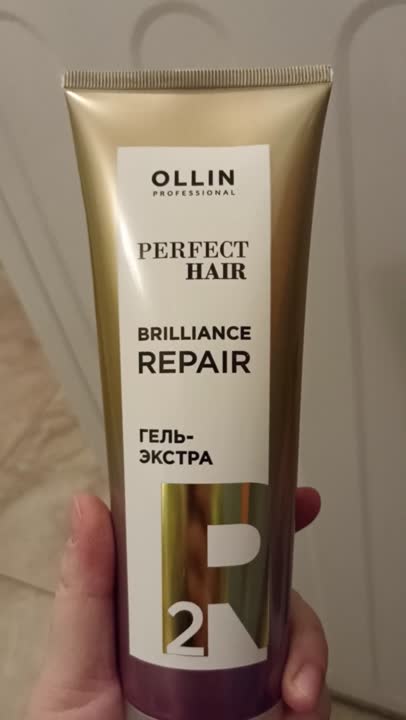 OLLIN
PROFESSIONAL
PERFECT
HAIR
BRILLIANCE
REPAIR
ГЕЛЬ-
ЭКСТРА
R
2